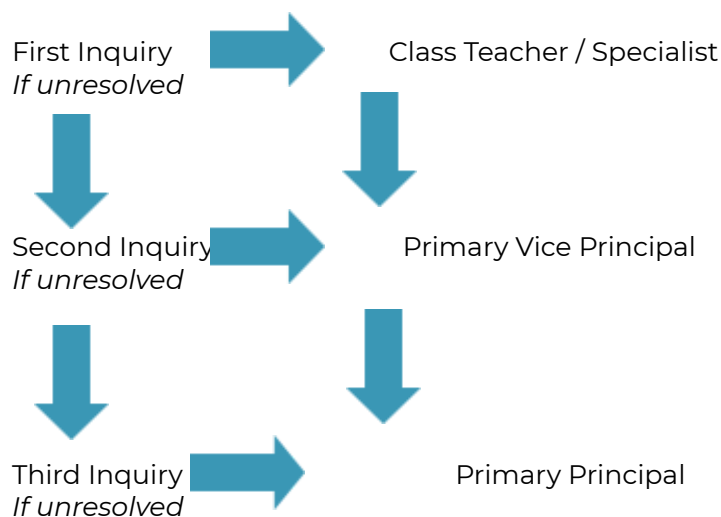 First Inquiry
If unresolved
Class Teacher / Specialist
Second Inquiry
If unresolved
Primary Vice Principal
Third Inquiry
If unresolved
Primary Principal